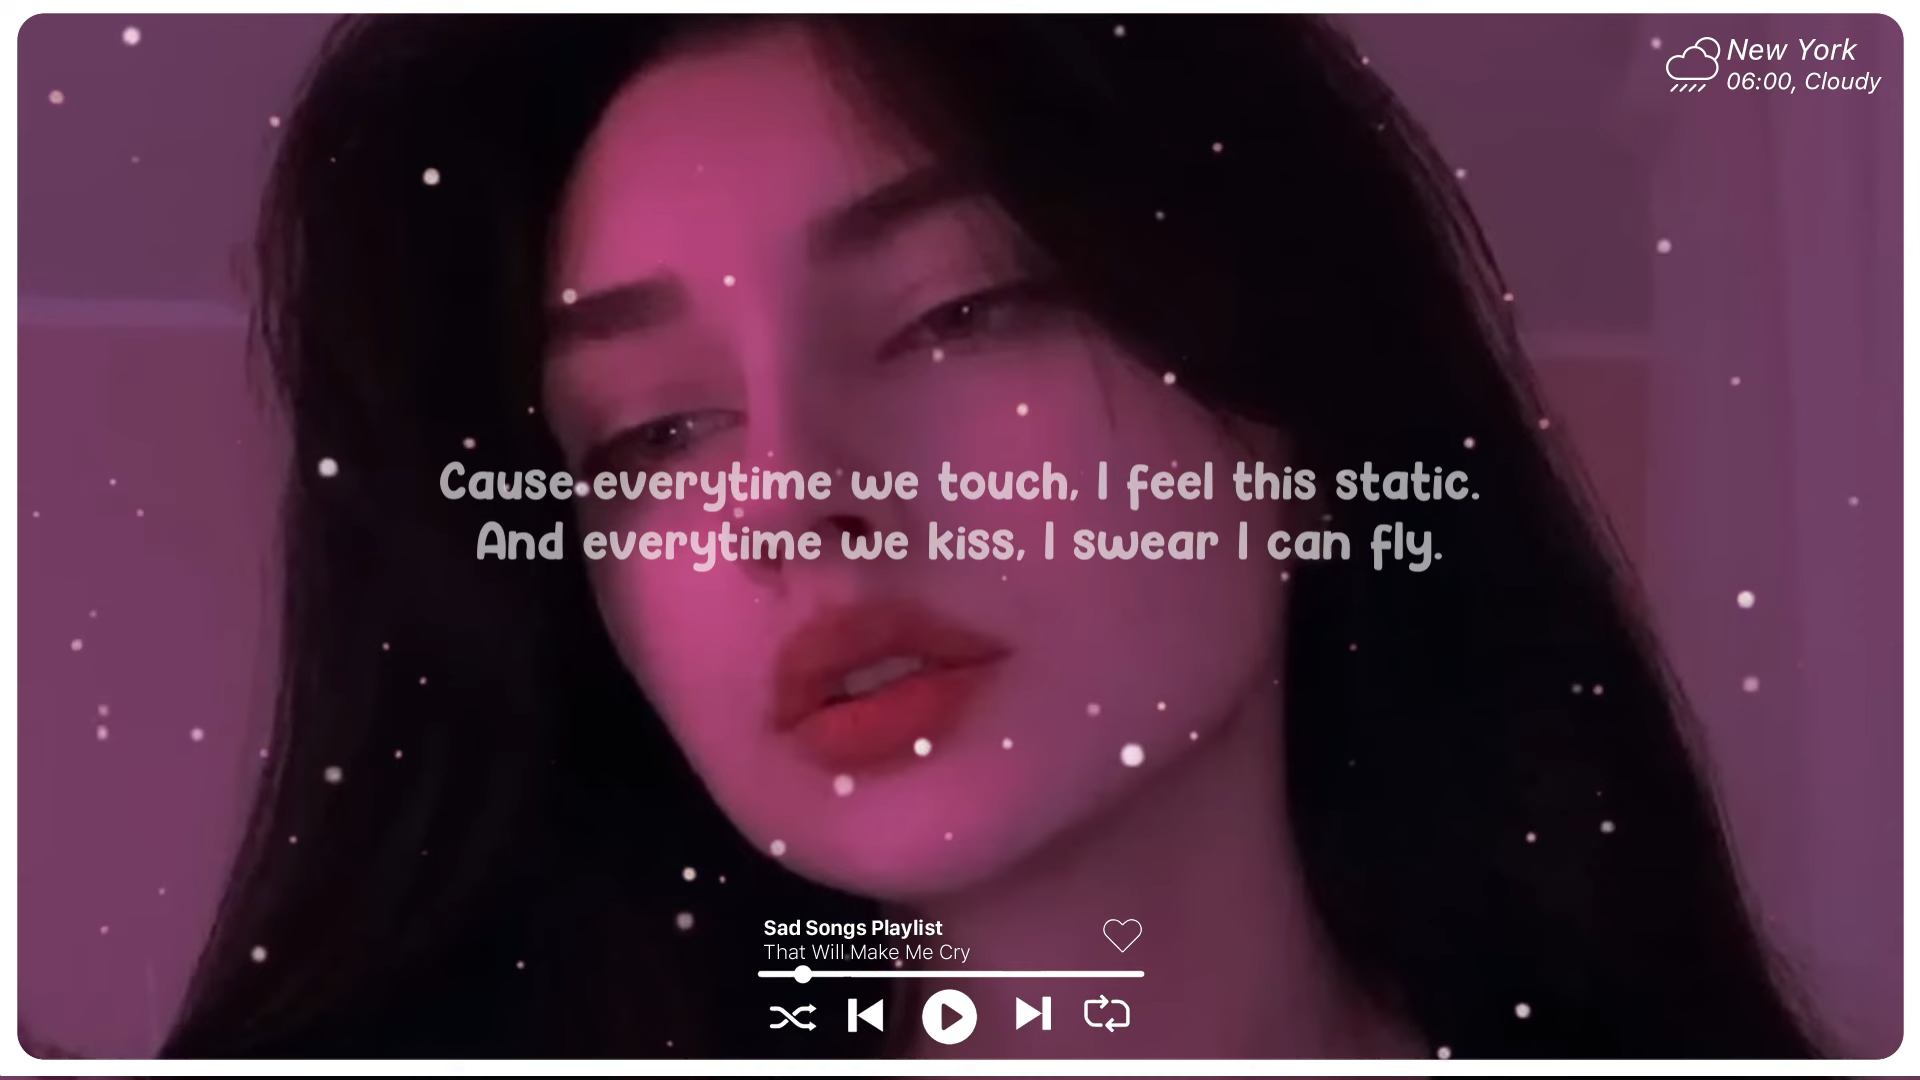 New York
06:00, Cloudy
Cause everytime we touch, I feel this static.
And everytime we kiss, I swear I can fly.
Sad Songs Playlist
That Will Make Me Cry